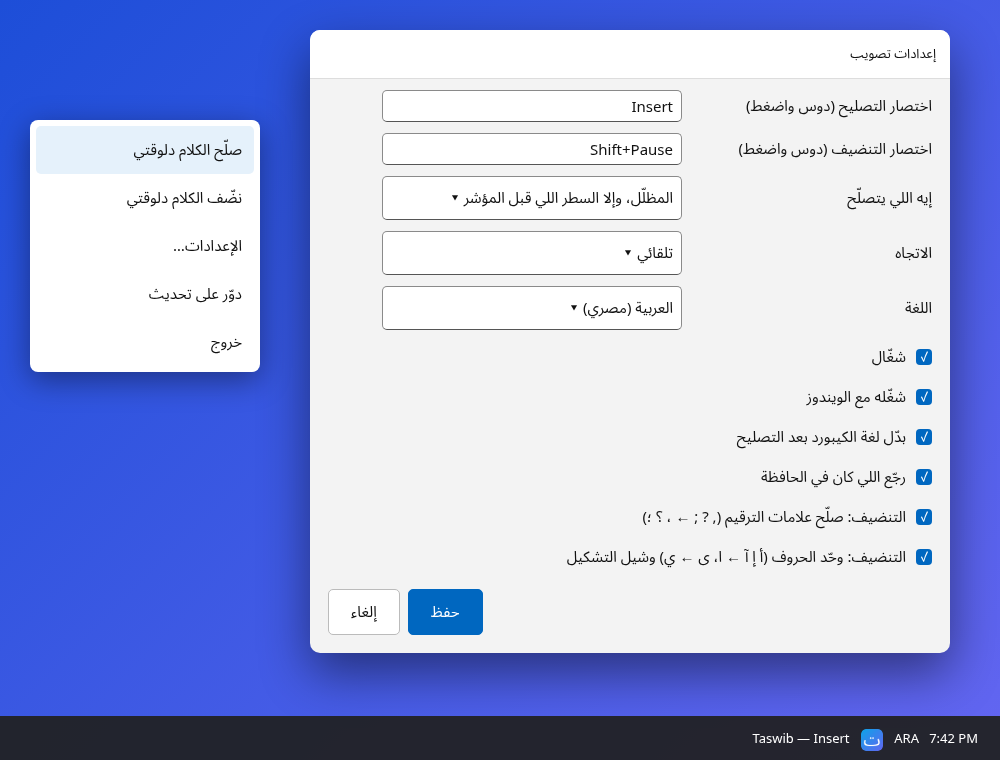 إعدادات تصويب
اختصار التصليح (دوس واضغط)
Insert
اختصار التنضيف (دوس واضغط)
Shift+Pause
إيه اللي يتصلّح
المظلّل، وإلا السطر اللي قبل المؤشر ▾
الاتجاه
تلقائي ▾
اللغة
العربية (مصري) ▾
شغّال
شغّله مع الويندوز
بدّل لغة الكيبورد بعد التصليح
رجّع اللي كان في الحافظة
التنضيف: صلّح علامات الترقيم (, ? ; ← ، ؟ ؛)
التنضيف: وحّد الحروف (أ إ آ ← ا، ى ← ي) وشيل التشكيل
حفظ
إلغاء
صلّح الكلام دلوقتي
نضّف الكلام دلوقتي
الإعدادات...
دوّر على تحديث
خروج
Taswib — Insert
ت
ARA
7:42 PM